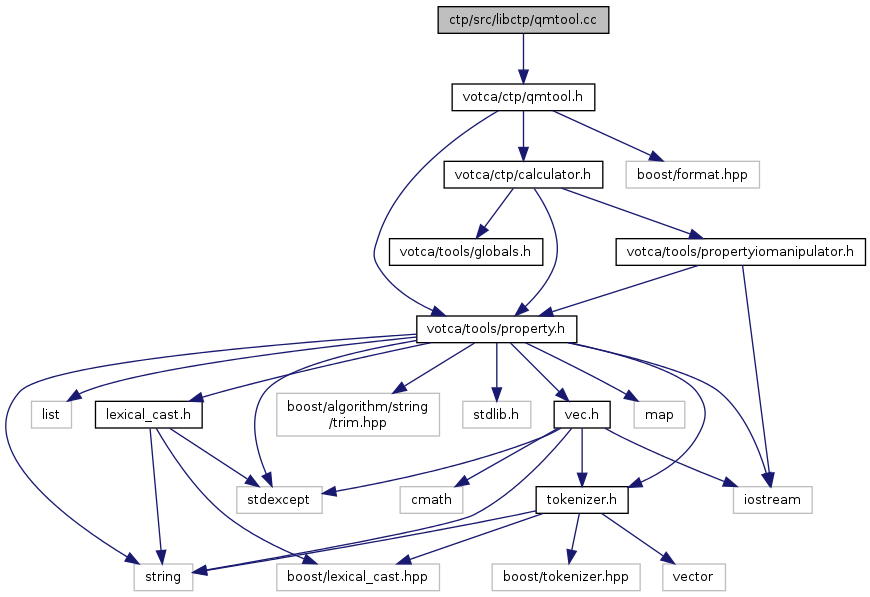 ctp/src/libctp/qmtool.cc
votca/ctp/qmtool.h
votca/ctp/calculator.h
boost/format.hpp
votca/tools/globals.h
votca/tools/propertyiomanipulator.h
votca/tools/property.h
list
lexical_cast.h
boost/algorithm/string
/trim.hpp
stdlib.h
vec.h
map
stdexcept
cmath
tokenizer.h
iostream
string
boost/lexical_cast.hpp
boost/tokenizer.hpp
vector